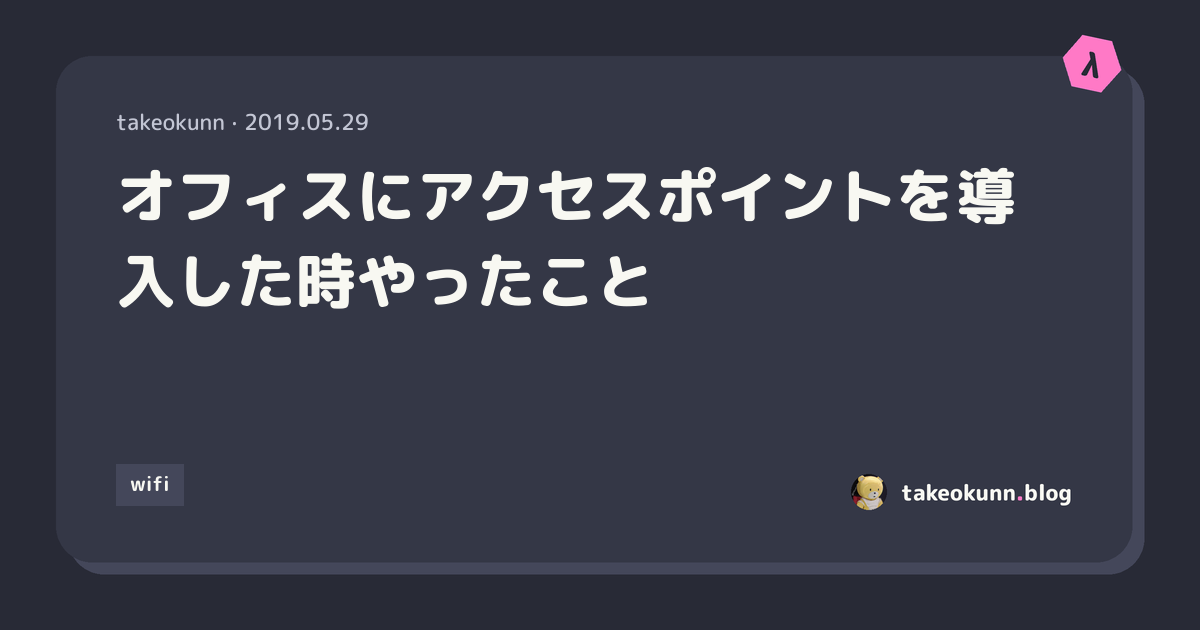 λ
takeokunn · 2019.05.29
オフィスにアクセスポイントを導
入した時やったこと
wifi
takeokunn.blog